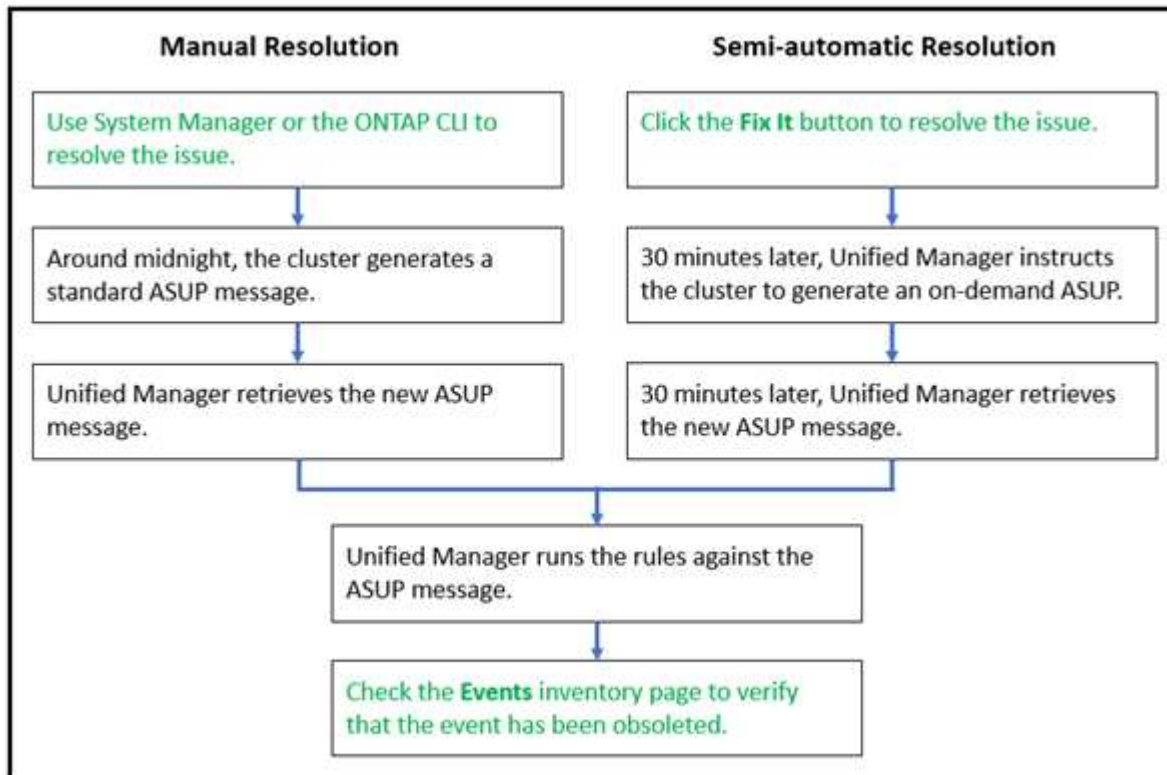 Manual Resolution
Semi-automatic Resolution
Use System Manager or the ONTAP CLI to
resolve the issue.
Click the Fix It button to resolve the issue.
Around midnight, the cluster generates a
standard ASUP message.
30 minutes later, Unified Manager instructs
the cluster to generate an on-demand ASUP.
Unified Manager retrieves the new ASUP
message.
30 minutes later, Unified Manager retrieves
the new ASUP message.
Unified Manager runs the rules against the
ASUP message.
Check the Events inventory page to verify
that the event has been obsoleted.